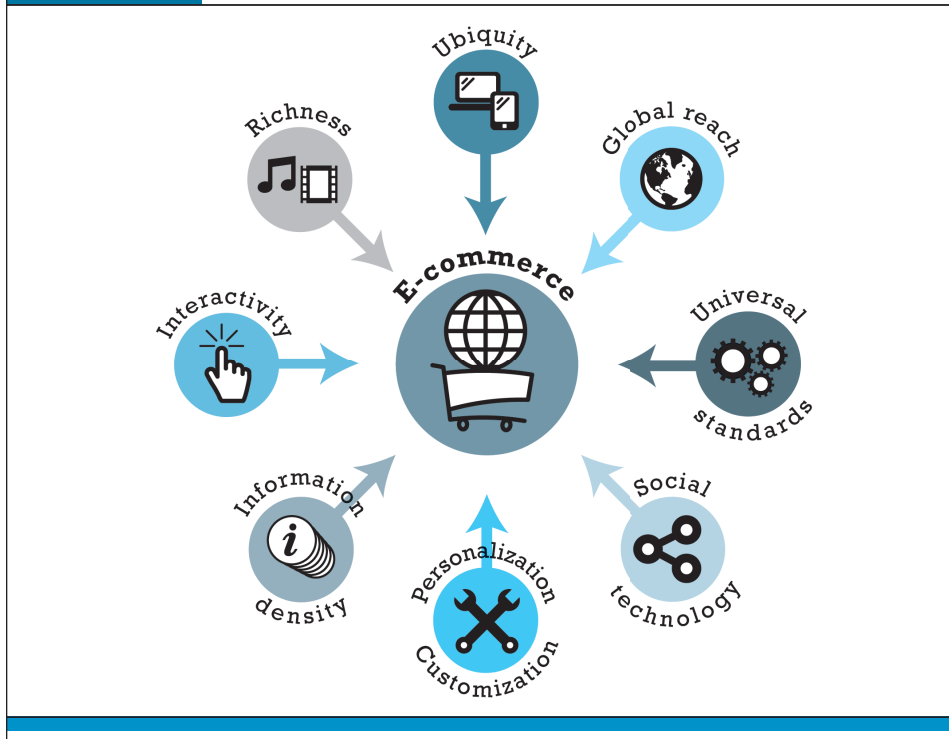 Ubiquity
Richness
Global reach
E-commerce
Interactivity
Universal
standards
Information
density
Social
technology
Personalization
Customization
i